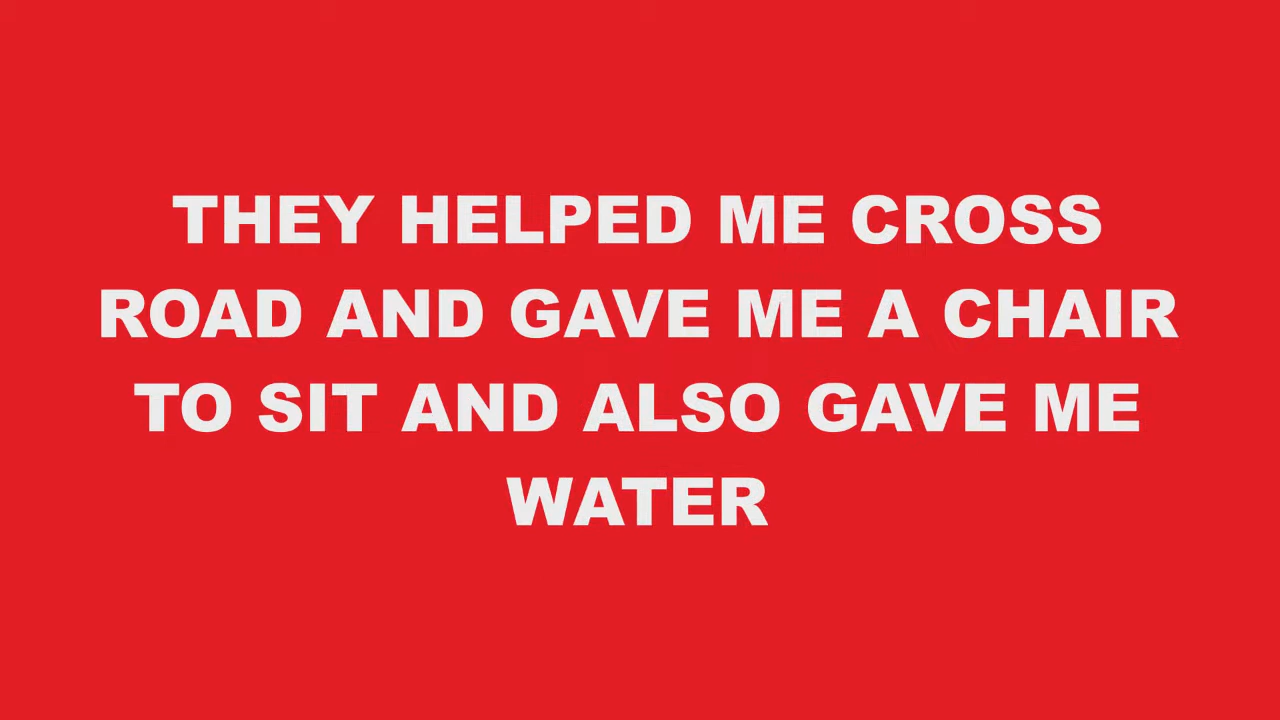 THEY HELPED ME CROSS
ROAD AND GAVE ME A CHAIR
TO SIT AND ALSO GAVE ME
WATER